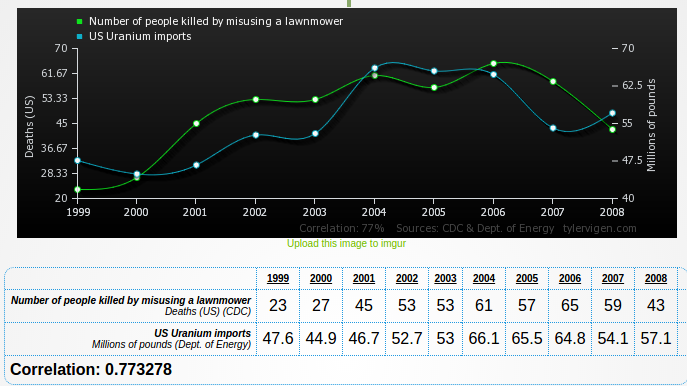 Number of people killed by misusing a lawnmower
US Uranium imports
70 70
61.67 62.5
53.33
45 55
36.67 47.5
28.33
20 40
Deaths (US)
Millions of pounds
1999 2000 2001 2002 2003 2004 2005 2006 2007 2008
Correlation: 77% Sources: CDC & Dept. of Energy tylervigen.com
Upload this image to imgur
1999 2000 2001 2002 2003 2004 2005 2006 2007 2008
Number of people killed by misusing a lawnmower
Deaths (US) (CDC)
23 27 45 53 53 61 57 65 59 43
US Uranium imports
Millions of pounds (Dept. of Energy)
47.6 44.9 46.7 52.7 53 66.1 65.5 64.8 54.1 57.1
Correlation: 0.773278